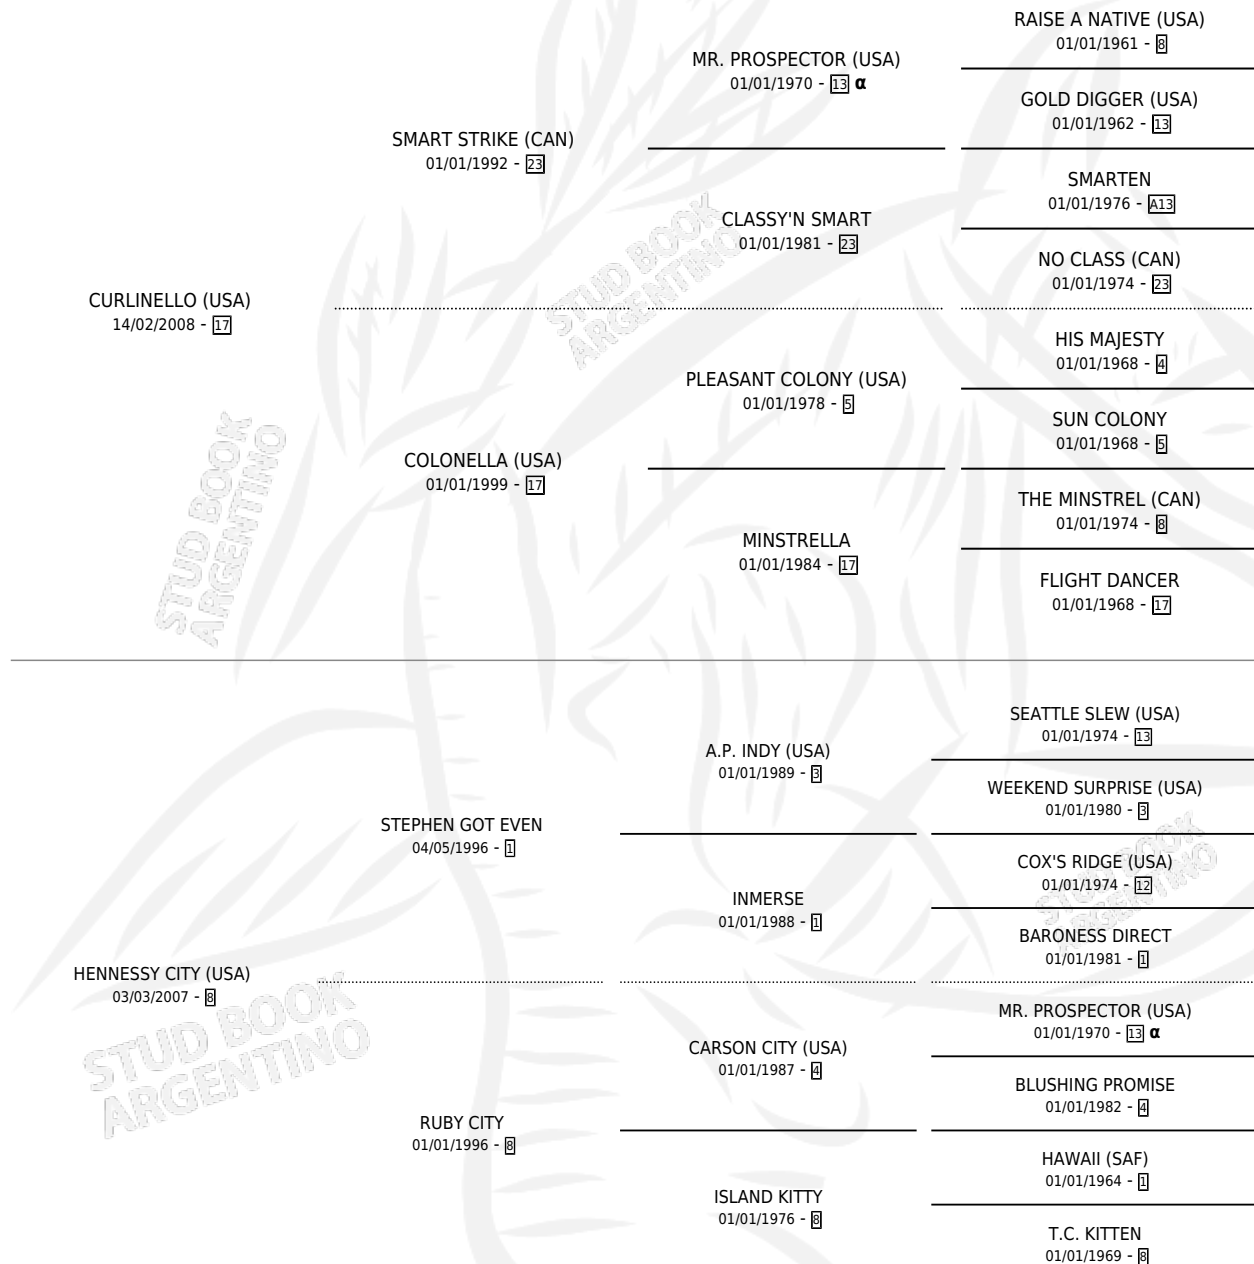 RAISE A NATIVE (USA)
01/01/1961 - 8
MR. PROSPECTOR (USA)
01/01/1970 - 13 α
GOLD DIGGER (USA)
01/01/1962 - 13
SMART STRIKE (CAN)
01/01/1992 - 23
SMARTEN
01/01/1976 - A13
CLASSY'N SMART
01/01/1981 - 23
NO CLASS (CAN)
01/01/1974 - 23
CURLINELLO (USA)
14/02/2008 - 17
HIS MAJESTY
01/01/1968 - 4
PLEASANT COLONY (USA)
01/01/1978 - 5
SUN COLONY
01/01/1968 - 5
COLONELLA (USA)
01/01/1999 - 17
THE MINSTREL (CAN)
01/01/1974 - 8
MINSTRELLA
01/01/1984 - 17
FLIGHT DANCER
01/01/1968 - 17
SEATTLE SLEW (USA)
01/01/1974 - 13
A.P. INDY (USA)
01/01/1989 - 3
WEEKEND SURPRISE (USA)
01/01/1980 - 3
STEPHEN GOT EVEN
04/05/1996 - 1
COX'S RIDGE (USA)
01/01/1974 - 12
INMERSE
01/01/1988 - 1
BARONESS DIRECT
01/01/1981 - 1
HENNESSY CITY (USA)
03/03/2007 - 8
MR. PROSPECTOR (USA)
01/01/1970 - 13 α
CARSON CITY (USA)
01/01/1987 - 4
BLUSHING PROMISE
01/01/1982 - 4
RUBY CITY
01/01/1996 - 8
HAWAII (SAF)
01/01/1964 - 1
ISLAND KITTY
01/01/1976 - 8
T.C. KITTEN
01/01/1969 - 8
STUD BOOK
ARGENTINO
STUD BOOK
ARGENTINO
STUD BOOK
ARGENTINO
STUD BOOK
ARGENTINO